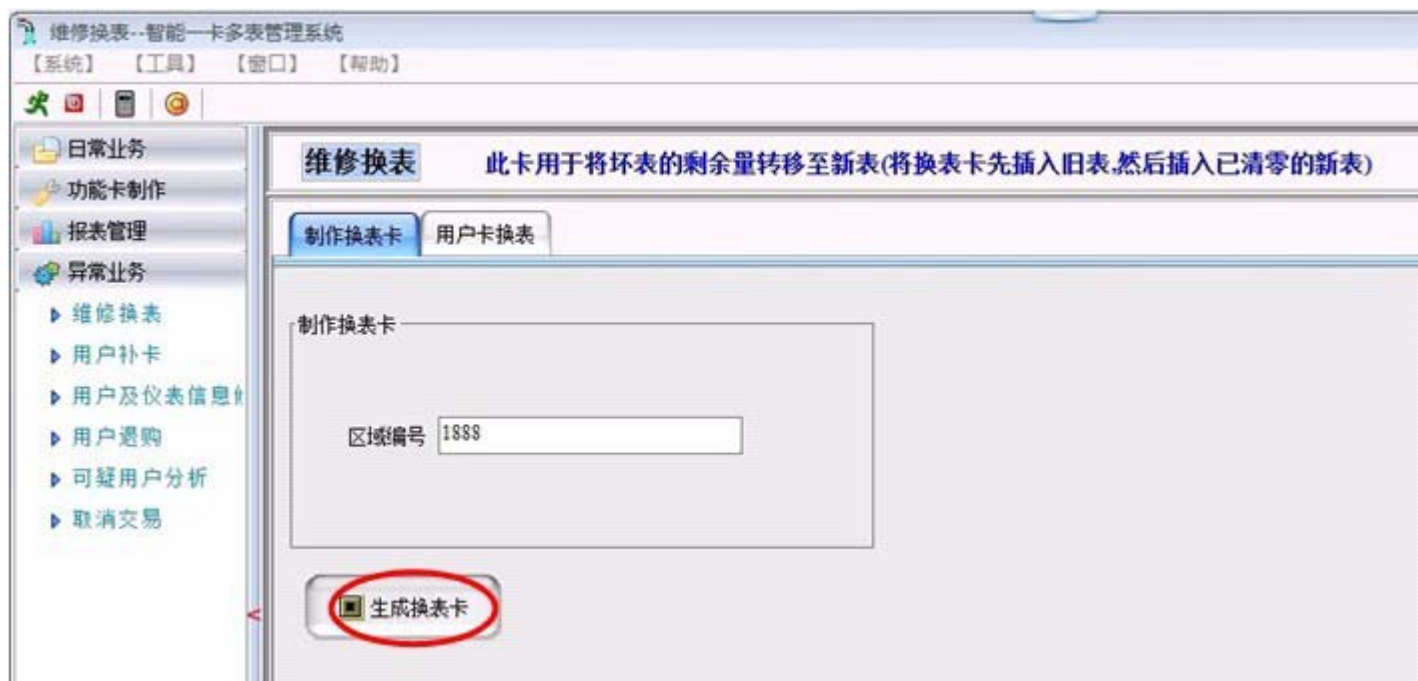 维修换表--智能一卡多表管理系统
【系统】 【工具】 【窗口】 【帮助】
日常业务
功能卡制作
报表管理
异常业务
维修换表
用户补卡
用户及仪表信息
用户退购
可疑用户分析
取消交易
维修换表 此卡用于将坏表的剩余量转移至新表(将换表卡先插入旧表,然后插入已清零的新表)
制作换表卡 用户卡换表
制作换表卡
区域编号 1888
生成换表卡
<